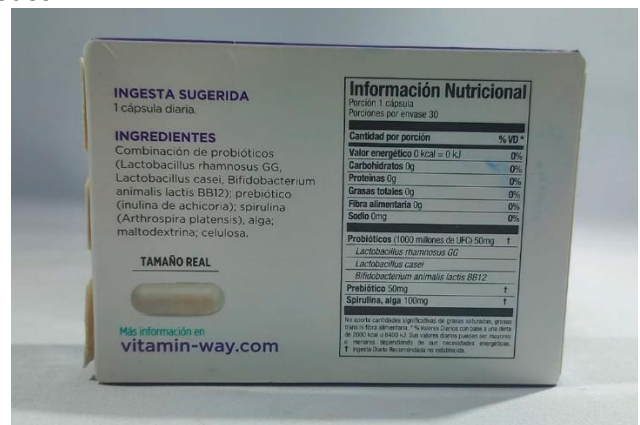 INGESTA SUGERIDA
1 cápsula diaria.
INGREDIENTES
Combinación de probióticos
(Lactobacillus rhamnosus GG,
Lactobacillus casei, Bifidobacterium
animalis lactis BB12); prebiótico
(inulina de achicoria); spirulina
(Arthrospira platensis), alga;
maltodextrina; celulosa.
TAMAÑO REAL
Más información en
vitamin-way.com
Información Nutricional
Porción 1 cápsula
Porciones por envase 30
Cantidad por porción % VD *
Valor energético 0 kcal = 0 kJ 0%
Carbohidratos 0g 0%
Proteinas 0g 0%
Grasas totales 0g 0%
Fibra alimentaria 0g 0%
Sodio 0mg 0%
Probióticos (1000 millones de UFC) 50mg †
Lactobacillus rhamnosus GG
Lactobacillus casei
Bifidobacterium animalis lactis BB12
Prebiótico 50mg †
Spirulina, alga 100mg †
No aporta cantidades significativas de grasas saturadas, grasas
trans ni fibra alimentaria. * % Valores Diarios con base a una dieta
de 2000 kcal u 8400 kJ. Sus valores diarios pueden ser mayores
o menores dependiendo de sus necesidades energéticas.
† Ingesta Diaria Recomendada no establecida.